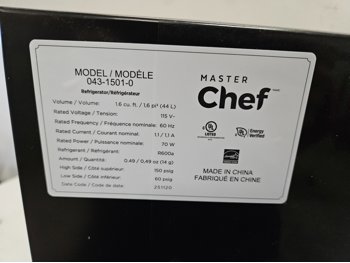 MODEL / MODÈLE
043-1501-0
Refrigerator/Réfrigérateur
Volume / Volume: 1.6 cu. ft. / 1,6 pi³ (44 L)
Rated Voltage / Tension: 115 V~
Rated Frequency / Fréquence nominale: 60 Hz
Rated Current / Courant nominal: 1.1 / 1,1 A
Rated Power / Puissance nominale: 70 W
Refrigerant / Réfrigérant: R600a
Amount / Quantité: 0.49 / 0,49 oz (14 g)
High Side / Côté supérieur: 150 psig
Low Side / Côté inférieur: 60 psig
Date Code / Code de date: 251120
MASTER
Chef
UL
LISTED
Energy
Verified
MADE IN CHINA
FABRIQUÉ EN CHINE